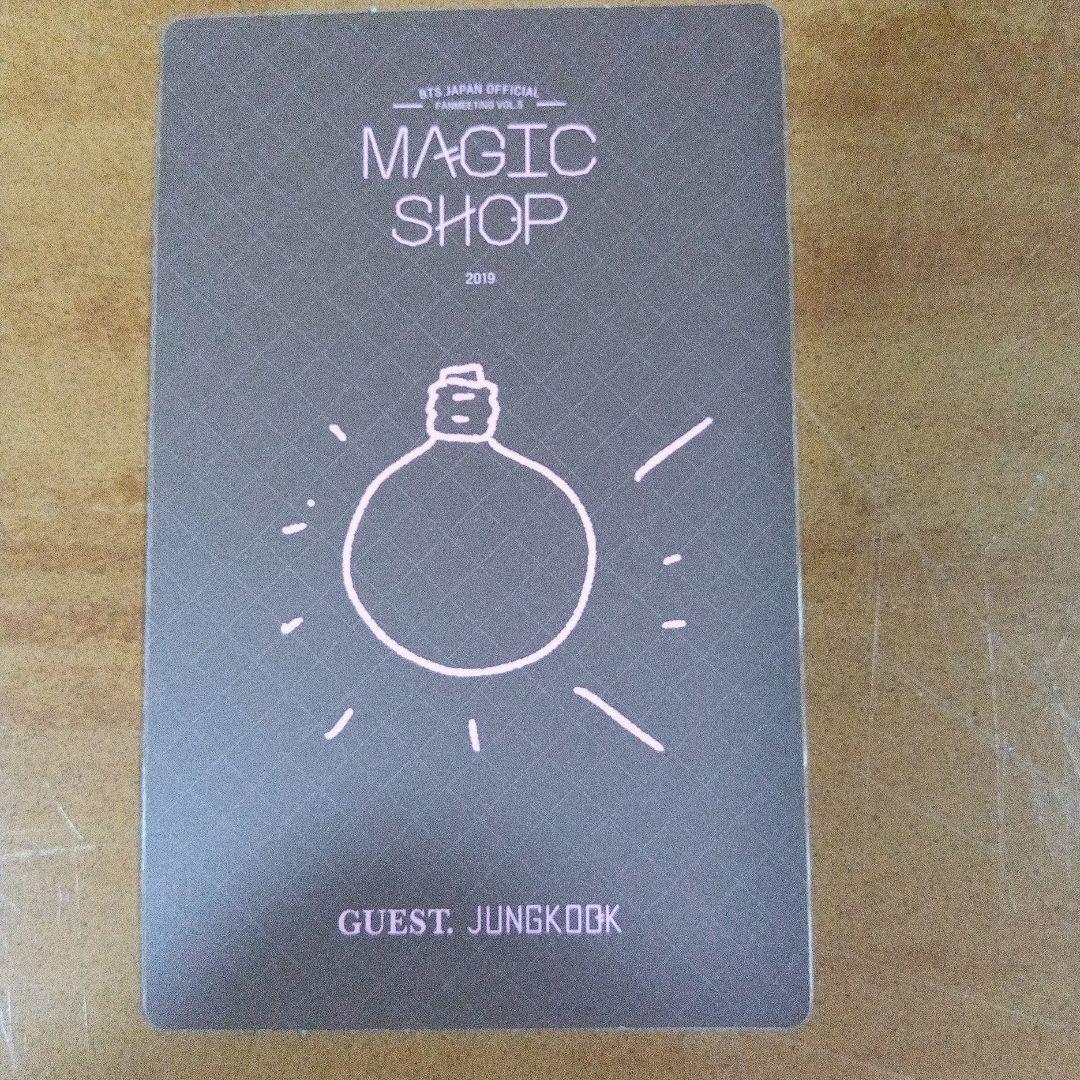 BTS JAPAN OFFICIAL
FANMEETING VOL.5
MAGIC
SHOP
2019
GUEST. JUNGKOOK